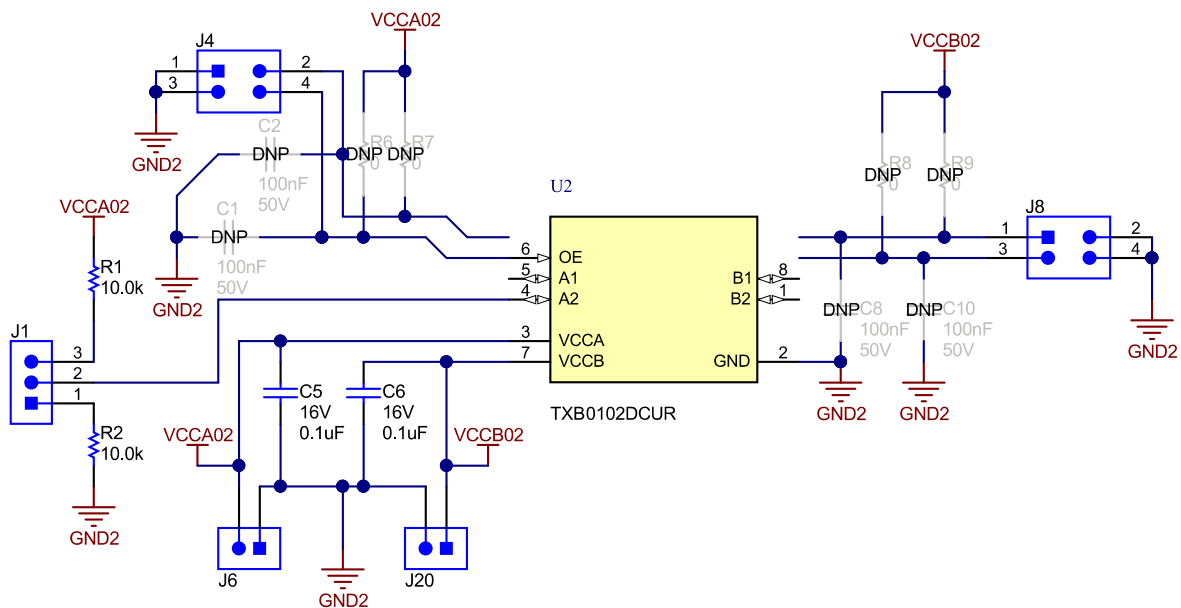 VCCA02
J4
1
2
3
4
GND2
C2
DNP
100nF
50V
R6
DNP
0
R7
DNP
0
VCCB02
R8
DNP
0
R9
DNP
0
VCCA02
C1
DNP
100nF
50V
GND2
R1
10.0k
J1
3
2
1
R2
10.0k
GND2
U2
6
OE
5
A1
4
A2
3
VCCA
7
VCCB
B1
8
B2
1
GND
2
TXB0102DCUR
J8
1
2
3
4
GND2
DNP
C8
100nF
50V
GND2
DNP
C10
100nF
50V
GND2
C5
16V
0.1uF
C6
16V
0.1uF
VCCA02
VCCB02
J6
J20
GND2